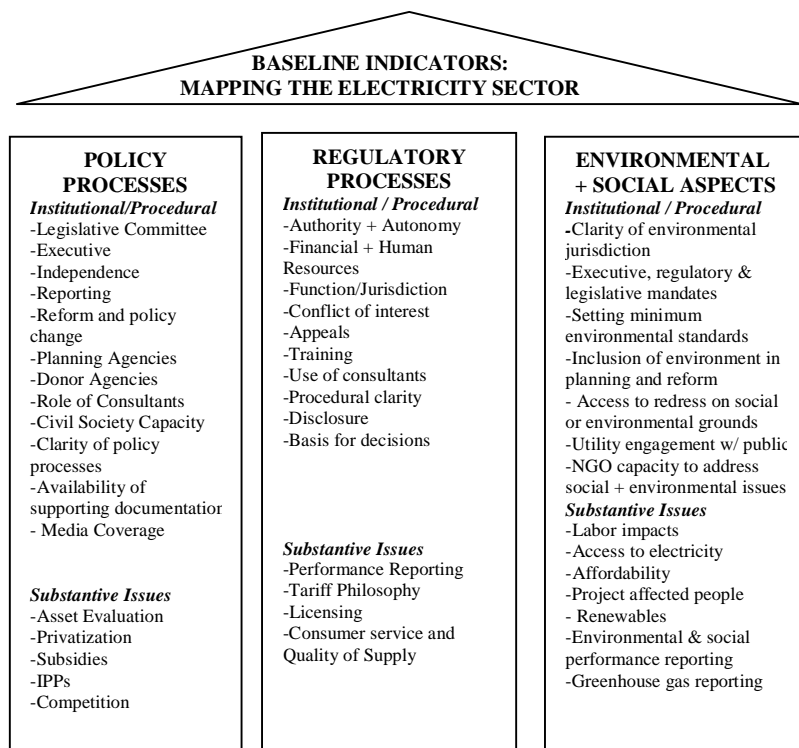 BASELINE INDICATORS:
MAPPING THE ELECTRICITY SECTOR
POLICY
PROCESSES
Institutional/Procedural
-Legislative Committee
-Executive
-Independence
-Reporting
-Reform and policy
change
-Planning Agencies
-Donor Agencies
-Role of Consultants
-Civil Society Capacity
-Clarity of policy
processes
-Availability of
supporting documentation
- Media Coverage
Substantive Issues
-Asset Evaluation
-Privatization
-Subsidies
-IPPs
-Competition
REGULATORY
PROCESSES
Institutional / Procedural
-Authority + Autonomy
-Financial + Human
Resources
-Function/Jurisdiction
-Conflict of interest
-Appeals
-Training
-Use of consultants
-Procedural clarity
-Disclosure
-Basis for decisions
Substantive Issues
-Performance Reporting
-Tariff Philosophy
-Licensing
-Consumer service and
Quality of Supply
ENVIRONMENTAL
+ SOCIAL ASPECTS
Institutional / Procedural
-Clarity of environmental
jurisdiction
-Executive, regulatory &
legislative mandates
-Setting minimum
environmental standards
-Inclusion of environment in
planning and reform
- Access to redress on social
or environmental grounds
-Utility engagement w/ public
-NGO capacity to address
social + environmental issues
Substantive Issues
-Labor impacts
-Access to electricity
-Affordability
-Project affected people
- Renewables
-Environmental & social
performance reporting
-Greenhouse gas reporting